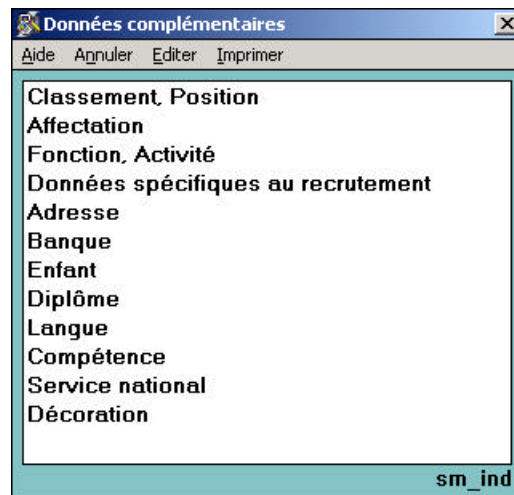 Données complémentaires
Aide Annuler Editer Imprimer
Classement, Position
Affectation
Fonction, Activité
Données spécifiques au recrutement
Adresse
Banque
Enfant
Diplôme
Langue
Compétence
Service national
Décoration
sm_ind